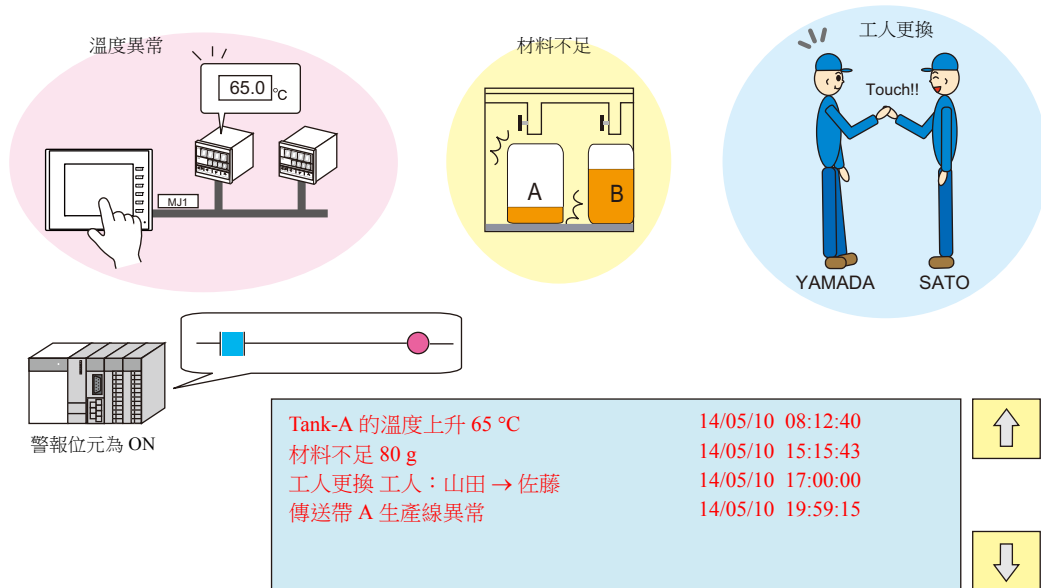 溫度異常
65.0 °C
MJ1
材料不足
A
B
工人更換
Touch!!
YAMADA
SATO
警報位元為 ON
Tank-A 的溫度上升 65 °C 14/05/10 08:12:40
材料不足 80 g 14/05/10 15:15:43
工人更換 工人：山田 → 佐藤 14/05/10 17:00:00
傳送帶 A 生產線異常 14/05/10 19:59:15